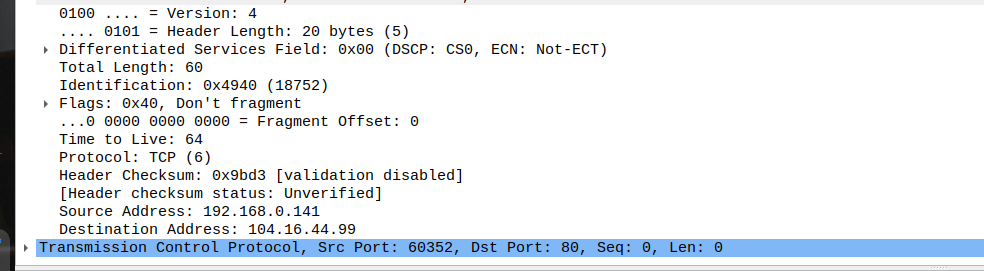 0100 .... = Version: 4
.... 0101 = Header Length: 20 bytes (5)
Differentiated Services Field: 0x00 (DSCP: CS0, ECN: Not-ECT)
Total Length: 60
Identification: 0x4940 (18752)
Flags: 0x40, Don't fragment
...0 0000 0000 0000 = Fragment Offset: 0
Time to Live: 64
Protocol: TCP (6)
Header Checksum: 0x9bd3 [validation disabled]
[Header checksum status: Unverified]
Source Address: 192.168.0.141
Destination Address: 104.16.44.99
Transmission Control Protocol, Src Port: 60352, Dst Port: 80, Seq: 0, Len: 0